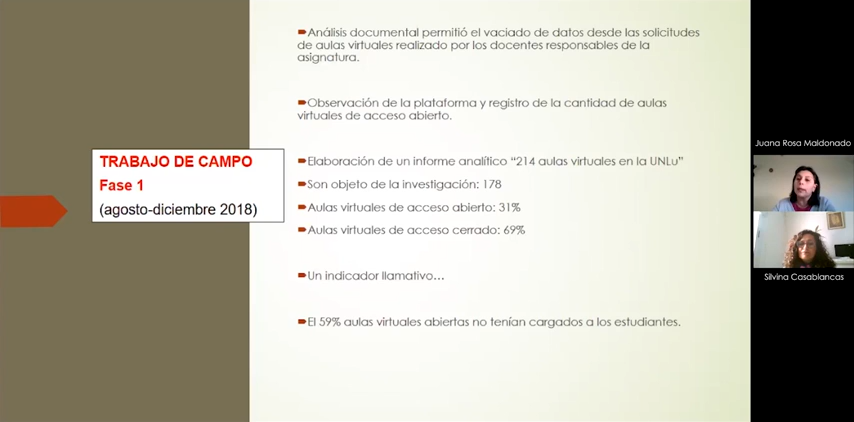 TRABAJO DE CAMPO
Fase 1
(agosto-diciembre 2018)
Análisis documental permitió el vaciado de datos desde las solicitudes
de aulas virtuales realizado por los docentes responsables de la
asignatura.
Observación de la plataforma y registro de la cantidad de aulas
virtuales de acceso abierto.
Elaboración de un informe analítico “214 aulas virtuales en la UNLu”
Son objeto de la investigación: 178
Aulas virtuales de acceso abierto: 31%
Aulas virtuales de acceso cerrado: 69%
Un indicador llamativo…
El 59% aulas virtuales abiertas no tenían cargados a los estudiantes.
Juana Rosa Maldonado
Silvina Casablancas